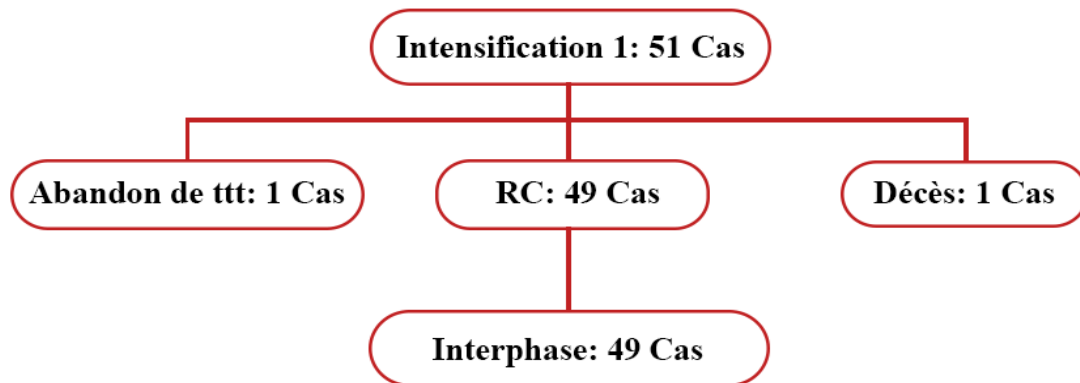 Intensification 1: 51 Cas
Abandon de ttt: 1 Cas
RC: 49 Cas
Décès: 1 Cas
Interphase: 49 Cas